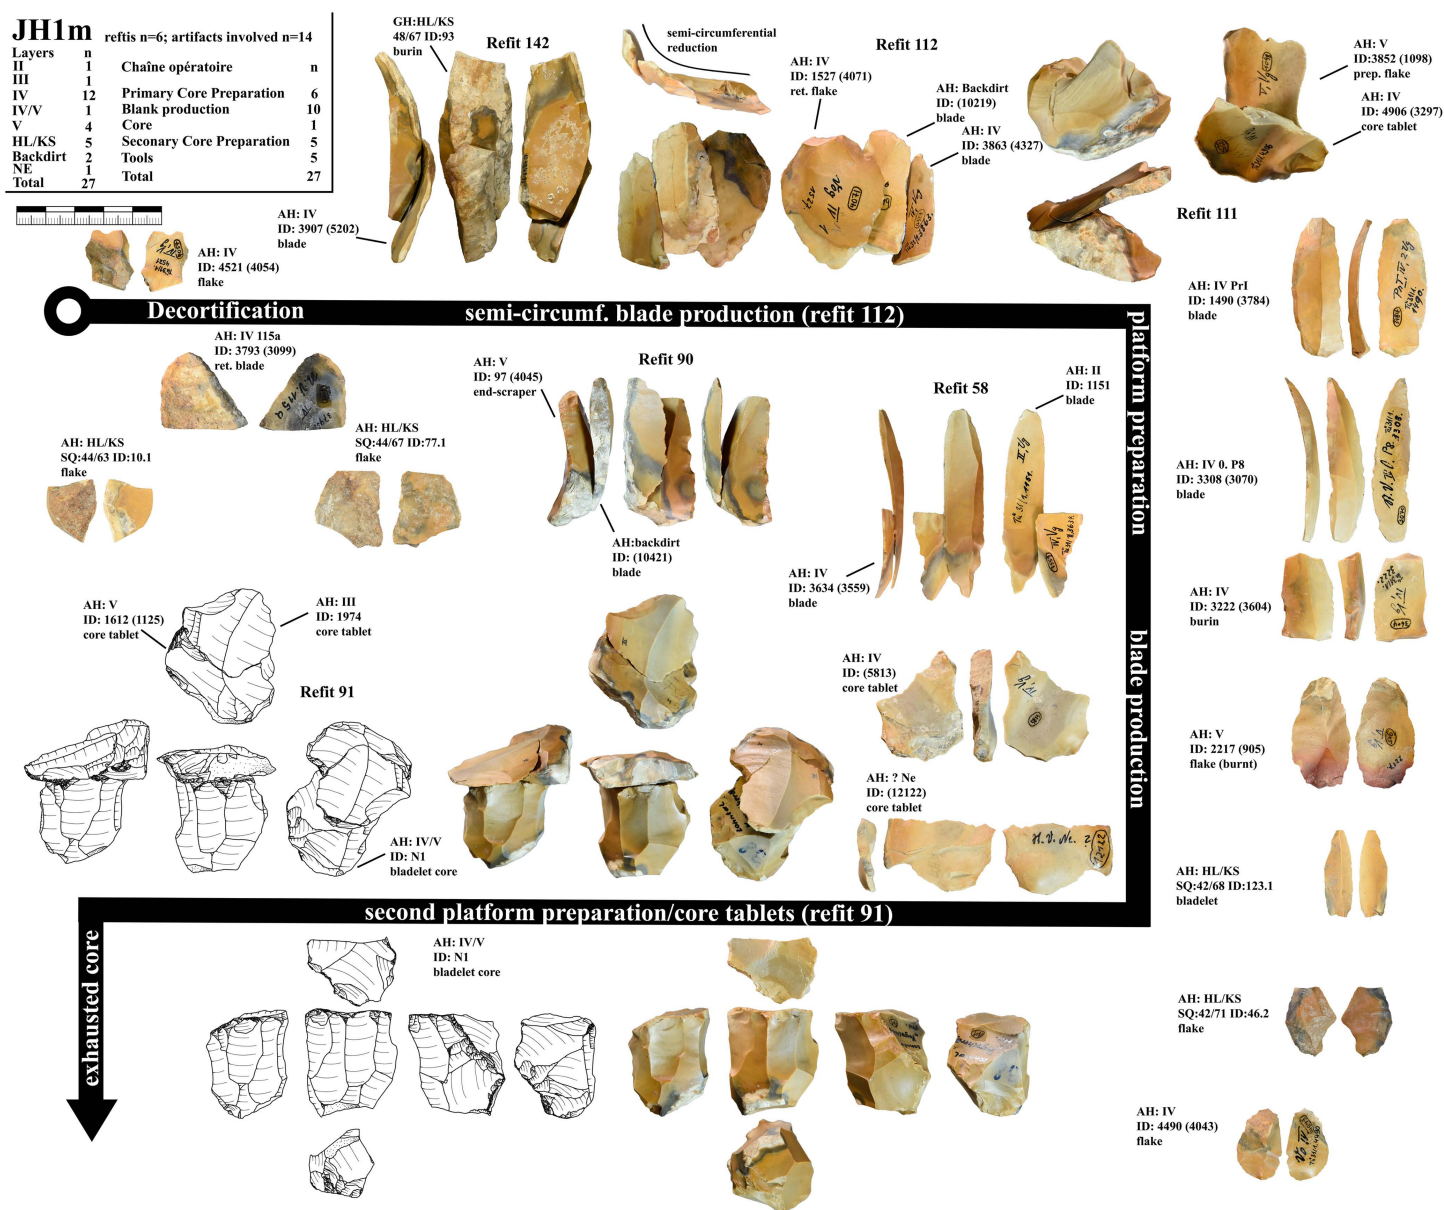 JH1m reftis n=6; artifacts involved n=14
Layers n
II 1
III 1
IV 12
IV/V 1
V 4
HL/KS 5
Backdirt 2
NE 1
Total 27
Chaîne opératoire n
Primary Core Preparation 6
Blank production 10
Core 1
Seconary Core Preparation 5
Tools 5
Total 27
GH:HL/KS
48/67 ID:93
burin
Refit 142
AH: IV
ID: 3907 (5202)
blade
AH: IV
ID: 4521 (4054)
flake
semi-circumferential
reduction
Refit 112
AH: IV
ID: 1527 (4071)
ret. flake
AH: Backdirt
ID: (10219)
blade
AH: IV
ID: 3863 (4327)
blade
AH: V
ID:3852 (1098)
prep. flake
AH: IV
ID: 4906 (3297)
core tablet
Refit 111
Decortification
semi-circumf. blade production (refit 112)
platform preparation
blade production
AH: IV 115a
ID: 3793 (3099)
ret. blade
AH: HL/KS
SQ:44/63 ID:10.1
flake
AH: HL/KS
SQ:44/67 ID:77.1
flake
AH: V
ID: 97 (4045)
end-scraper
Refit 90
AH:backdirt
ID: (10421)
blade
Refit 58
AH: II
ID: 1151
blade
AH: IV
ID: 3634 (3559)
blade
AH: IV PrI
ID: 1490 (3784)
blade
AH: IV 0. P8
ID: 3308 (3070)
blade
AH: IV
ID: 3222 (3604)
burin
AH: V
ID: 2217 (905)
flake (burnt)
AH: HL/KS
SQ:42/68 ID:123.1
bladelet
AH: HL/KS
SQ:42/71 ID:46.2
flake
AH: IV
ID: 4490 (4043)
flake
AH: V
ID: 1612 (1125)
core tablet
AH: III
ID: 1974
core tablet
Refit 91
AH: IV/V
ID: N1
bladelet core
AH: IV
ID: (5813)
core tablet
AH: ? Ne
ID: (12122)
core tablet
H. V. Ne. ?
12122
second platform preparation/core tablets (refit 91)
exhausted core
AH: IV/V
ID: N1
bladelet core